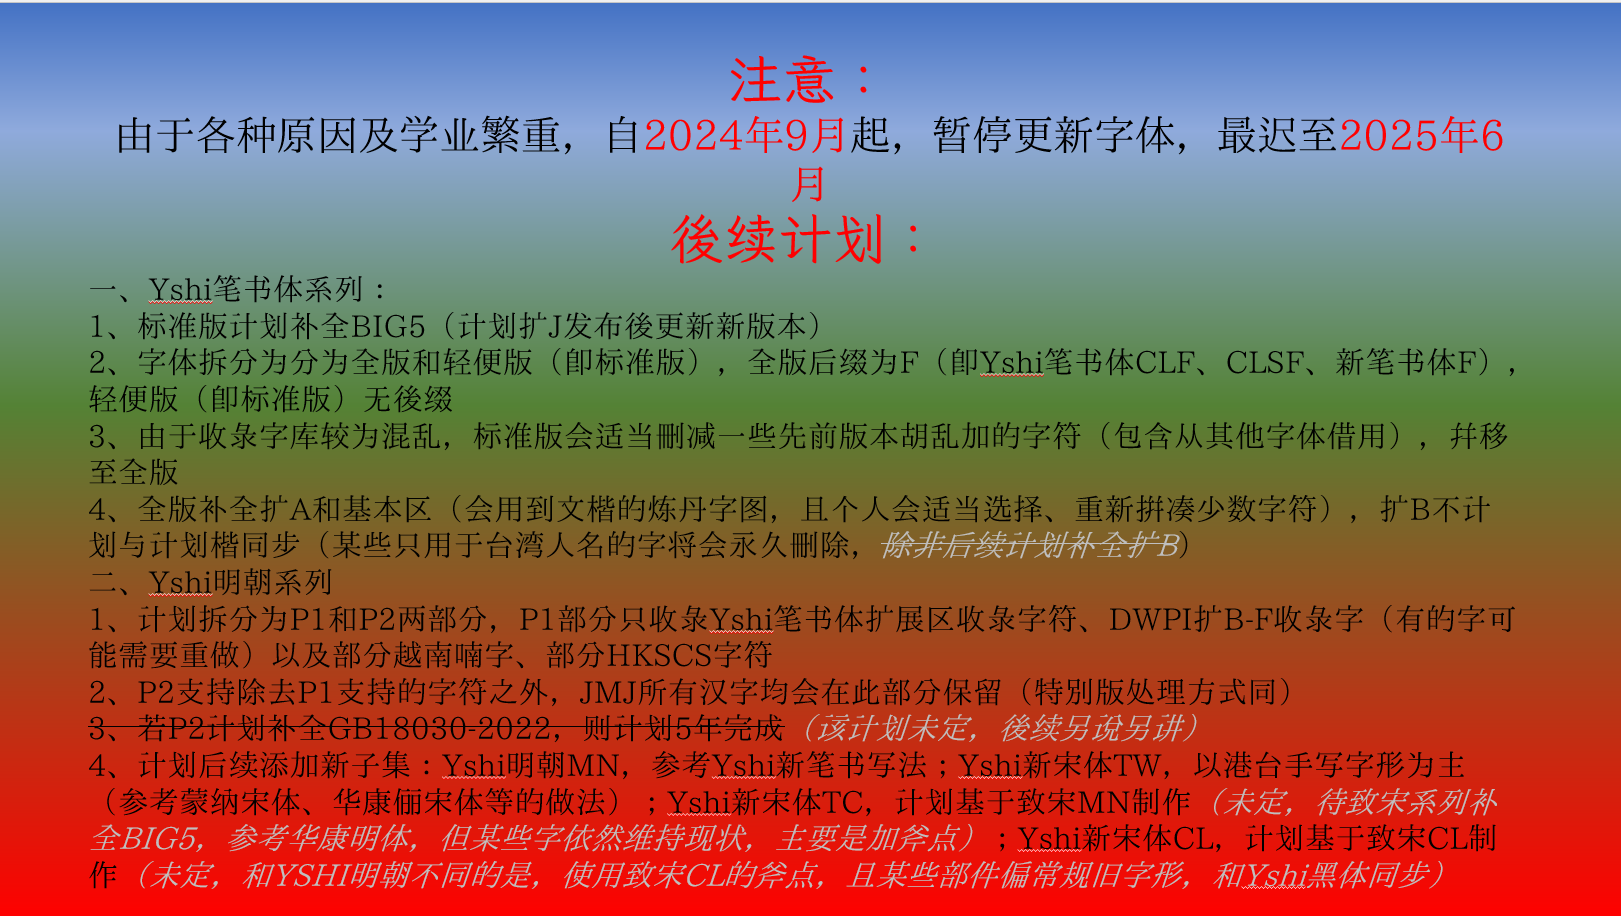 注意：
由于各种原因及学业繁重，自2024年9月起，暂停更新字体，最迟至2025年6
月
後续计划：
一、Yshi笔书体系列：
1、标准版计划补全BIG5（计划扩J发布後更新新版本）
2、字体拆分为分为全版和轻便版（即标准版），全版后缀为F（即Yshi笔书体CLF、CLSF、新笔书体F），
轻便版（即标准版）无後缀
3、由于收录字库较为混乱，标准版会适当删减一些先前版本胡乱加的字符（包含从其他字体借用），并移
至全版
4、全版补全扩A和基本区（会用到文楷的炼丹字图，且个人会适当选择、重新拼凑少数字符），扩B不计
划与计划楷同步（某些只用于台湾人名的字将会永久删除，除非后续计划补全扩B）
二、Yshi明朝系列
1、计划拆分为P1和P2两部分，P1部分只收录Yshi笔书体扩展区收录字符、DWPI扩B-F收录字（有的字可
能需要重做）以及部分越南喃字、部分HKSCS字符
2、P2支持除去P1支持的字符之外，JMJ所有汉字均会在此部分保留（特别版处理方式同）
3、若P2计划补全GB18030-2022，则计划5年完成（该计划未定，後续另说另讲）
4、计划后续添加新子集：Yshi明朝MN，参考Yshi新笔书写法；Yshi新宋体TW，以港台手写字形为主
（参考蒙纳宋体、华康俪宋体等的做法）；Yshi新宋体TC，计划基于致宋MN制作（未定，待致宋系列补
全BIG5，参考华康明体，但某些字依然维持现状，主要是加斧点）；Yshi新宋体CL，计划基于致宋CL制
作（未定，和YSHI明朝不同的是，使用致宋CL的斧点，且某些部件偏常规旧字形，和Yshi黑体同步）